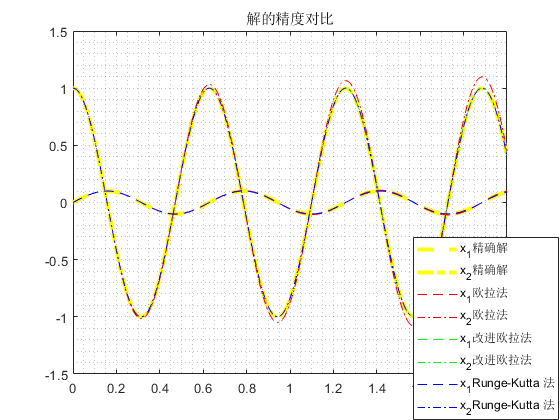 解的精度对比
1.5
1
0.5
0
-0.5
-1
-1.5
0 0.2 0.4 0.6 0.8 1 1.2 1.4
x1精确解
x2精确解
x1欧拉法
x2欧拉法
x1改进欧拉法
x2改进欧拉法
x1Runge-Kutta 法
x2Runge-Kutta 法